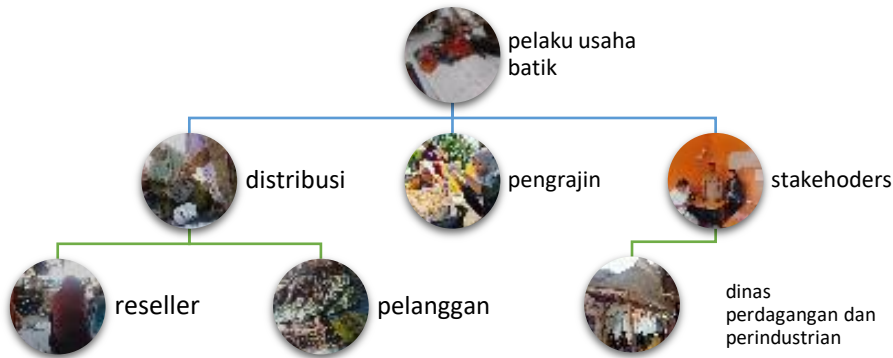 pelaku usaha
batik
distribusi
pengrajin
stakehoders
reseller
pelanggan
dinas
perdagangan dan
perindustrian